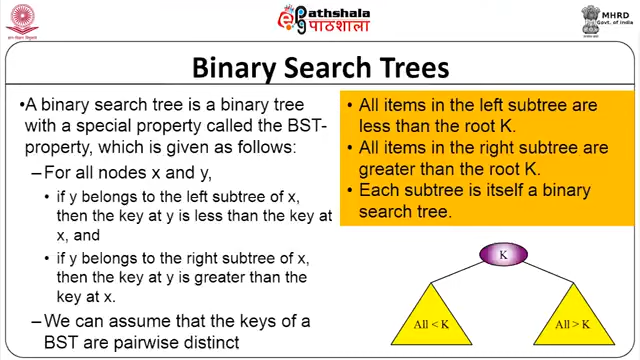 ePathshala
पाठशाला
MHRD
Govt. of India
Binary Search Trees
•A binary search tree is a binary tree
with a special property called the BST-
property, which is given as follows:
– For all nodes x and y,
• if y belongs to the left subtree of x,
then the key at y is less than the key at
x, and
• if y belongs to the right subtree of x,
then the key at y is greater than the
key at x.
– We can assume that the keys of a
BST are pairwise distinct
• All items in the left subtree are
less than the root K.
• All items in the right subtree are
greater than the root K.
• Each subtree is itself a binary
search tree.
K
All < K
All > K